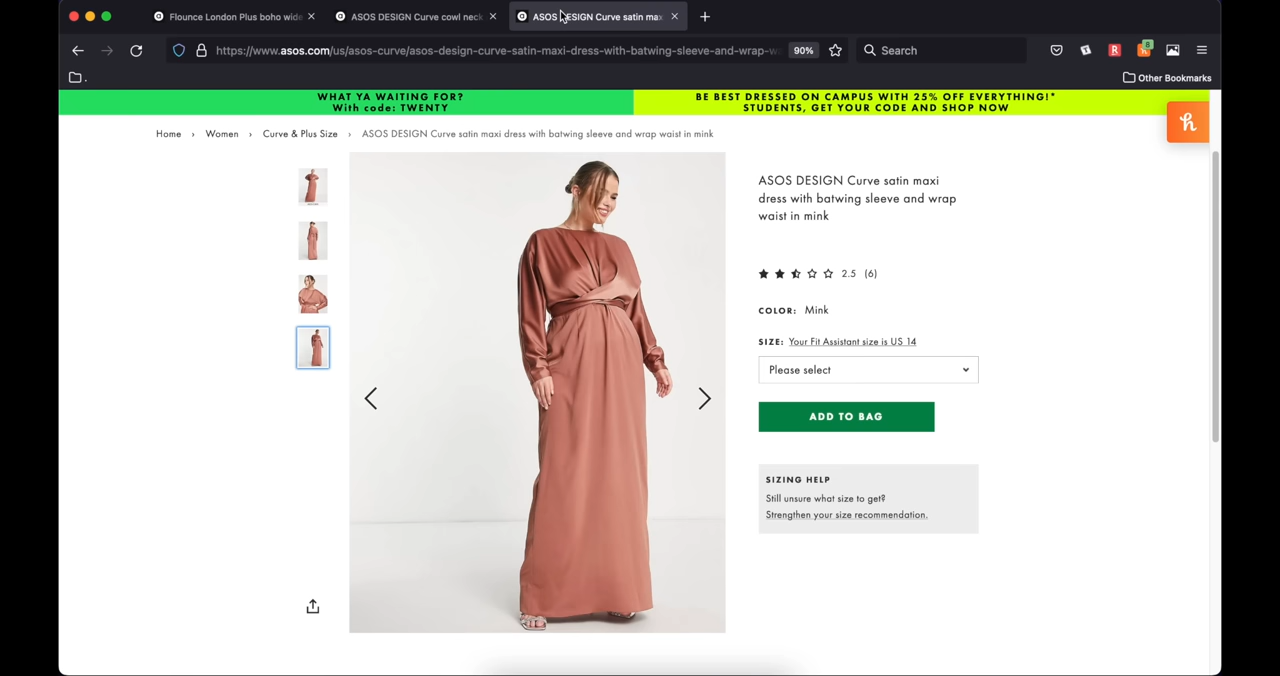 Flounce London Plus boho wide
ASOS DESIGN Curve cowl neck
ASOS DESIGN Curve satin max
https://www.asos.com/us/asos-curve/asos-design-curve-satin-maxi-dress-with-batwing-sleeve-and-wrap-w
90%
Search
R
8
.
Other Bookmarks
WHAT YA WAITING FOR?
With code: TWENTY
BE BEST DRESSED ON CAMPUS WITH 25% OFF EVERYTHING!*
STUDENTS, GET YOUR CODE AND SHOP NOW
h
Home › Women › Curve & Plus Size › ASOS DESIGN Curve satin maxi dress with batwing sleeve and wrap waist in mink
ASOS DESIGN Curve satin maxi
dress with batwing sleeve and wrap
waist in mink
2.5 (6)
COLOR: Mink
SIZE: Your Fit Assistant size is US 14
Please select
ADD TO BAG
SIZING HELP
Still unsure what size to get?
Strengthen your size recommendation.